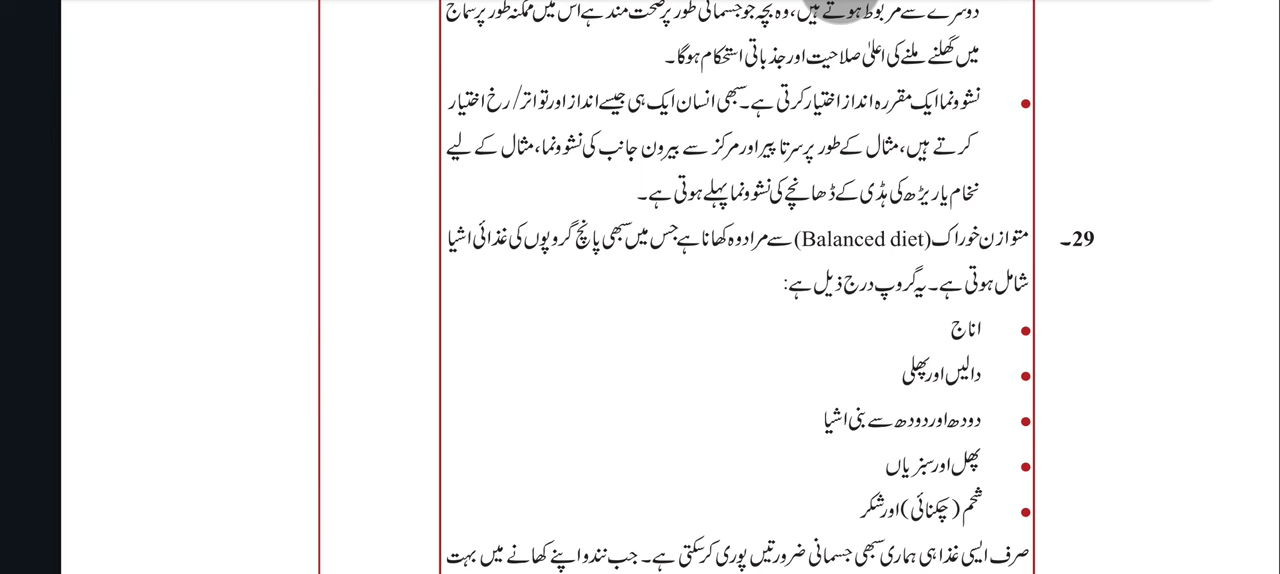 دوسرے سے مربوط ہوتے ہیں، وہ بچہ جو جسمانی طور پر صحت مند ہے اس میں ممکنہ طور پر سماج
میں گھلنے ملنے کی اعلیٰ صلاحیت اور جذباتی استحکام ہوگا۔
• نشوونما ایک مقررہ انداز اختیار کرتی ہے۔ سبھی انسان ایک ہی جیسے انداز اور تواتر/ رخ اختیار
کرتے ہیں، مثال کے طور پر سرتا پیر اور مرکز سے بیرون جانب کی نشوونما، مثال کے لیے
نخام یا ریڑھ کی ہڈی کے ڈھانچے کی نشوونما پہلے ہوتی ہے۔
29۔ متوازن خوراک (Balanced diet) سے مراد وہ کھانا ہے جس میں سبھی پانچ گروپوں کی غذائی اشیا
شامل ہوتی ہے۔ یہ گروپ درج ذیل ہے:
• اناج
• دالیں اور پھلی
• دودھ اور دودھ سے بنی اشیا
• پھل اور سبزیاں
• شحم (چکنائی) اور شکر
صرف ایسی غذا ہی ہماری سبھی جسمانی ضرورتیں پوری کرسکتی ہے۔ جب نندو اپنے کھانے میں بہت